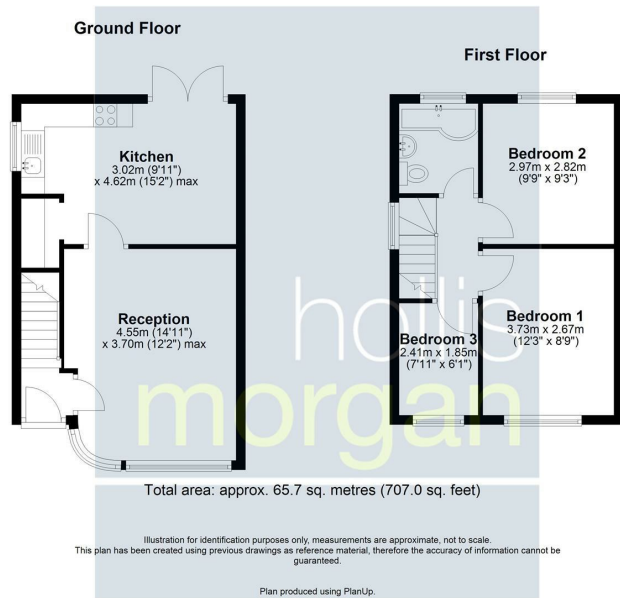 Ground Floor
First Floor
Kitchen
3.02m (9'11")
x 4.62m (15'2") max
Bedroom 2
2.97m x 2.82m
(9'9" x 9'3")
Reception
4.55m (14'11")
x 3.70m (12'2") max
Bedroom 1
3.73m x 2.67m
(12'3" x 8'9")
Bedroom 3
2.41m x 1.85m
(7'11" x 6'1")
hollis
morgan
Total area: approx. 65.7 sq. metres (707.0 sq. feet)
Illustration for identification purposes only, measurements are approximate, not to scale.
This plan has been created using previous drawings as reference material, therefore the accuracy of information cannot be
guaranteed.
Plan produced using PlanUp.